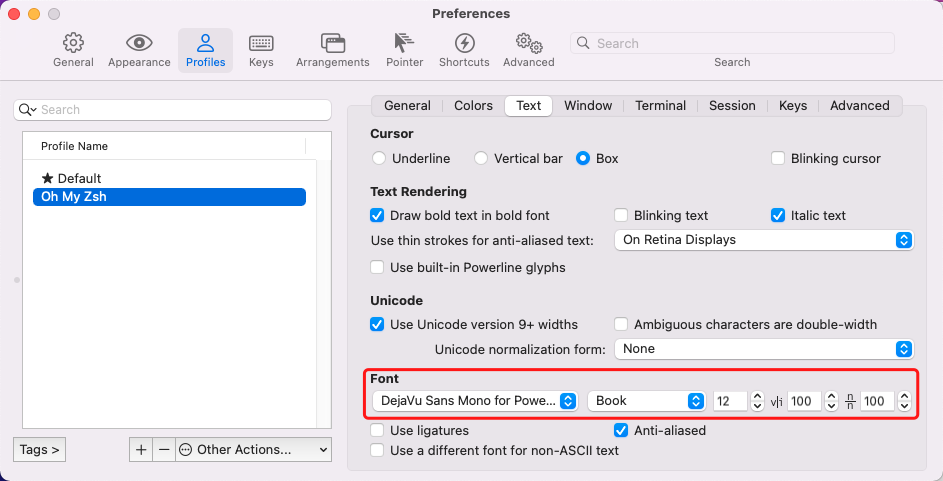 Preferences
General Appearance Profiles Keys Arrangements Pointer Shortcuts Advanced Search
Search
Search
Profile Name
★ Default
Oh My Zsh
Tags >
+ − Other Actions...
General Colors Text Window Terminal Session Keys Advanced
Cursor
Underline Vertical bar Box Blinking cursor
Text Rendering
Draw bold text in bold font Blinking text Italic text
Use thin strokes for anti-aliased text: On Retina Displays
Use built-in Powerline glyphs
Unicode
Use Unicode version 9+ widths Ambiguous characters are double-width
Unicode normalization form: None
Font
DejaVu Sans Mono for Powe... Book 12 v|i 100 n/n 100
Use ligatures Anti-aliased
Use a different font for non-ASCII text